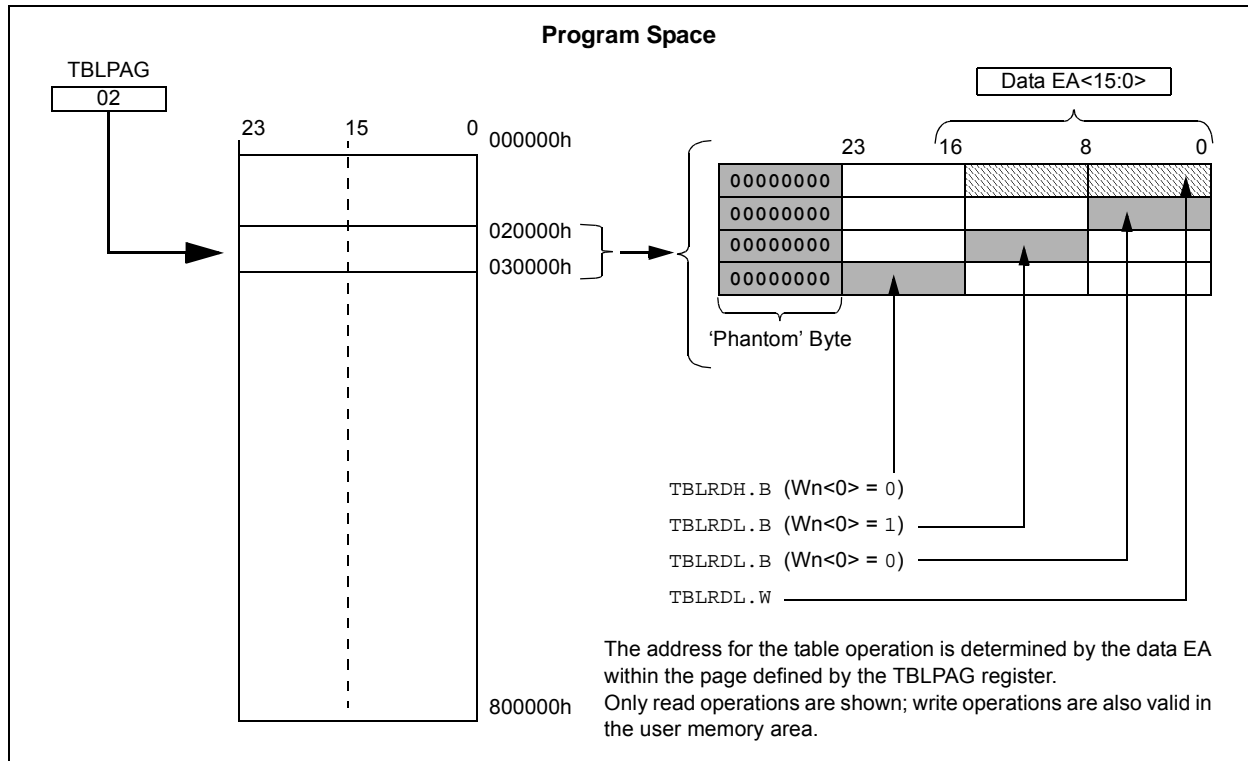 Program Space
TBLPAG
02
Data EA<15:0>
23 15 0
000000h
020000h
030000h
800000h
23 16 8 0
00000000
00000000
00000000
00000000
‘Phantom’ Byte
TBLRDH.B (Wn<0> = 0)
TBLRDL.B (Wn<0> = 1)
TBLRDL.B (Wn<0> = 0)
TBLRDL.W
The address for the table operation is determined by the data EA
within the page defined by the TBLPAG register.
Only read operations are shown; write operations are also valid in
the user memory area.